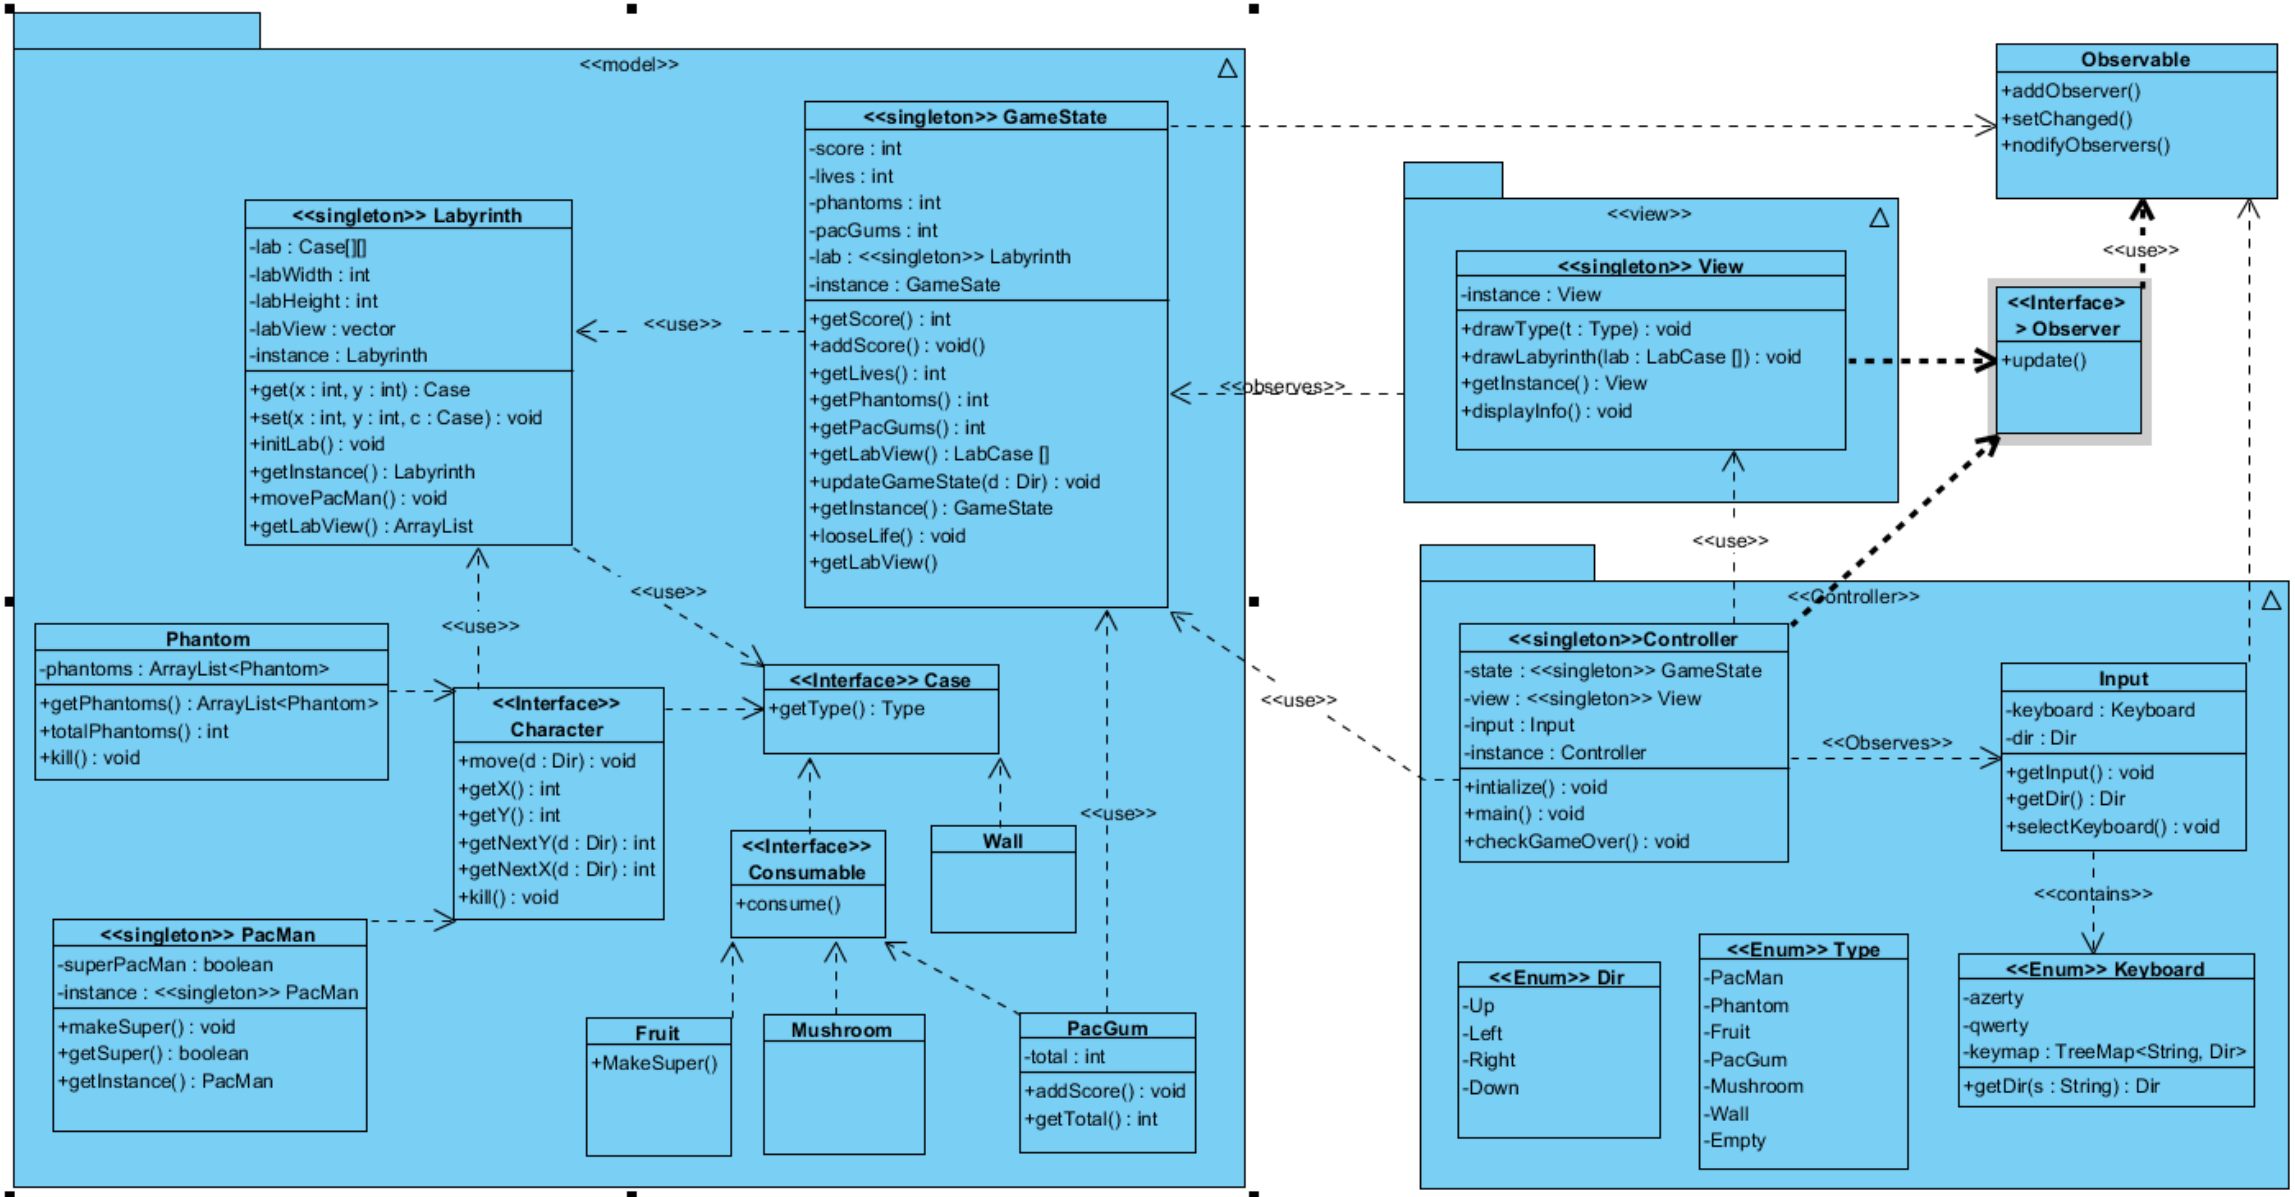 <<model>>
<<singleton>> GameState
-score : int
-lives : int
-phantoms : int
-pacGums : int
-lab : <<singleton>> Labyrinth
-instance : GameSate
+getScore() : int
+addScore() : void()
+getLives() : int
+getPhantoms() : int
+getPacGums() : int
+getLabView() : LabCase []
+updateGameState(d : Dir) : void
+getInstance() : GameState
+looseLife() : void
+getLabView()
<<singleton>> Labyrinth
-lab : Case[][]
-labWidth : int
-labHeight : int
-labView : vector
-instance : Labyrinth
+get(x : int, y : int) : Case
+set(x : int, y : int, c : Case) : void
+initLab() : void
+getInstance() : Labyrinth
+movePacMan() : void
+getLabView() : ArrayList
<<use>>
<<use>>
<<use>>
Phantom
-phantoms : ArrayList<Phantom>
+getPhantoms() : ArrayList<Phantom>
+totalPhantoms() : int
+kill() : void
<<Interface>>
Character
+move(d : Dir) : void
+getX() : int
+getY() : int
+getNextY(d : Dir) : int
+getNextX(d : Dir) : int
+kill() : void
<<Interface>> Case
+getType() : Type
<<Interface>>
Consumable
+consume()
Wall
<<use>>
<<singleton>> PacMan
-superPacMan : boolean
-instance : <<singleton>> PacMan
+makeSuper() : void
+getSuper() : boolean
+getInstance() : PacMan
Fruit
+MakeSuper()
Mushroom
PacGum
-total : int
+addScore() : void
+getTotal() : int
<<observes>>
<<use>>
<<view>>
<<singleton>> View
-instance : View
+drawType(t : Type) : void
+drawLabyrinth(lab : LabCase []) : void
+getInstance() : View
+displayInfo() : void
Observable
+addObserver()
+setChanged()
+nodifyObservers()
<<use>>
<<Interface>
> Observer
+update()
<<use>>
<<Controller>>
<<singleton>>Controller
-state : <<singleton>> GameState
-view : <<singleton>> View
-input : Input
-instance : Controller
+intialize() : void
+main() : void
+checkGameOver() : void
<<Observes>>
Input
-keyboard : Keyboard
-dir : Dir
+getInput() : void
+getDir() : Dir
+selectKeyboard() : void
<<contains>>
<<Enum>> Dir
-Up
-Left
-Right
-Down
<<Enum>> Type
-PacMan
-Phantom
-Fruit
-PacGum
-Mushroom
-Wall
-Empty
<<Enum>> Keyboard
-azerty
-qwerty
-keymap : TreeMap<String, Dir>
+getDir(s : String) : Dir